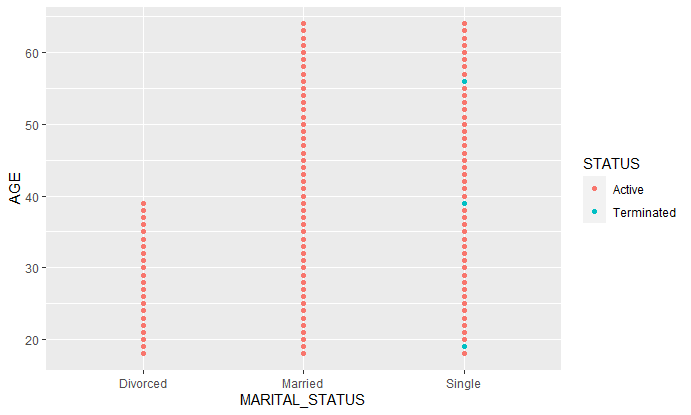 AGE
60
50
40
30
20
Divorced Married Single
MARITAL_STATUS
STATUS
Active
Terminated